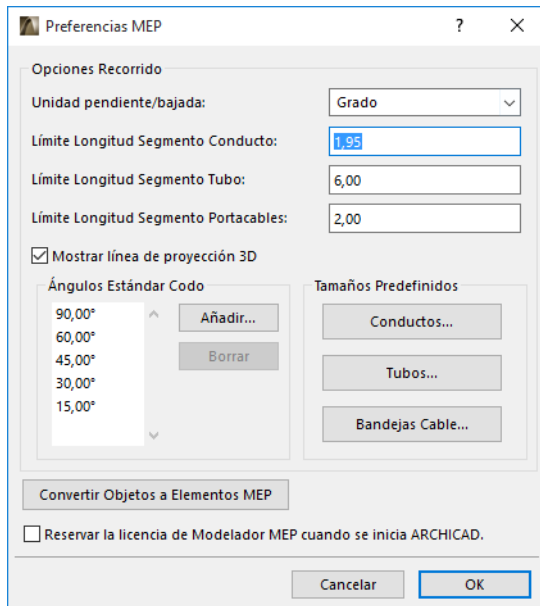 Preferencias MEP
?
Opciones Recorrido
Unidad pendiente/bajada: Grado
Límite Longitud Segmento Conducto: 1,95
Límite Longitud Segmento Tubo: 6,00
Límite Longitud Segmento Portacables: 2,00
Mostrar línea de proyección 3D
Ángulos Estándar Codo
90,00°
60,00°
45,00°
30,00°
15,00°
Añadir...
Borrar
Tamaños Predefinidos
Conductos...
Tubos...
Bandejas Cable...
Convertir Objetos a Elementos MEP
Reservar la licencia de Modelador MEP cuando se inicia ARCHICAD.
Cancelar OK